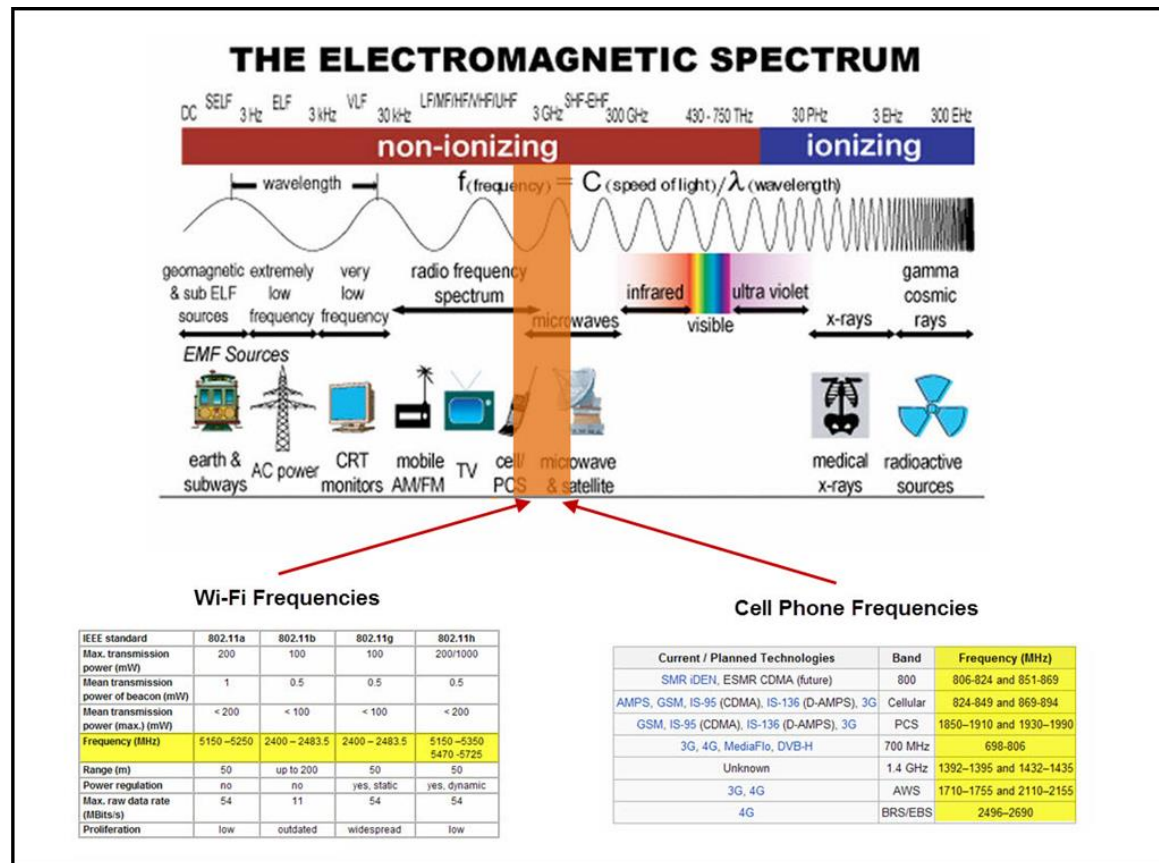 THE ELECTROMAGNETIC SPECTRUM
DC SELF 3 Hz ELF 3 kHz VLF 30 kHz LF/MF/HF/VHF/UHF 3 GHz SHF-EHF 300 GHz 430 - 750 THz 30 PHz 3 EHz 300 EHz
non-ionizing ionizing
wavelength f(frequency) = C (speed of light)/λ(wavelength)
geomagnetic & sub ELF sources
extremely low frequency
very low frequency
radio frequency spectrum
microwaves
infrared
visible
ultra violet
x-rays
gamma cosmic rays
EMF Sources
earth & subways
AC power
CRT monitors
mobile AM/FM
TV
cell/ PCS
microwave & satellite
medical x-rays
radioactive sources
Wi-Fi Frequencies
IEEE standard 802.11a 802.11b 802.11g 802.11h
Max. transmission power (mW) 200 100 100 200/1000
Mean transmission power of beacon (mW) 1 0.5 0.5 0.5
Mean transmission power (max.) (mW) < 200 < 100 < 100 < 200
Frequency (MHz) 5150 –5250 2400 – 2483.5 2400 – 2483.5 5150 –5350 5470 -5725
Range (m) 50 up to 200 50 50
Power regulation no no yes, static yes, dynamic
Max. raw data rate (MBits/s) 54 11 54 54
Proliferation low outdated widespread low
Cell Phone Frequencies
Current / Planned Technologies Band Frequency (MHz)
SMR iDEN, ESMR CDMA (future) 800 806-824 and 851-869
AMPS, GSM, IS-95 (CDMA), IS-136 (D-AMPS), 3G Cellular 824-849 and 869-894
GSM, IS-95 (CDMA), IS-136 (D-AMPS), 3G PCS 1850–1910 and 1930–1990
3G, 4G, MediaFlo, DVB-H 700 MHz 698-806
Unknown 1.4 GHz 1392–1395 and 1432–1435
3G, 4G AWS 1710–1755 and 2110–2155
4G BRS/EBS 2496–2690